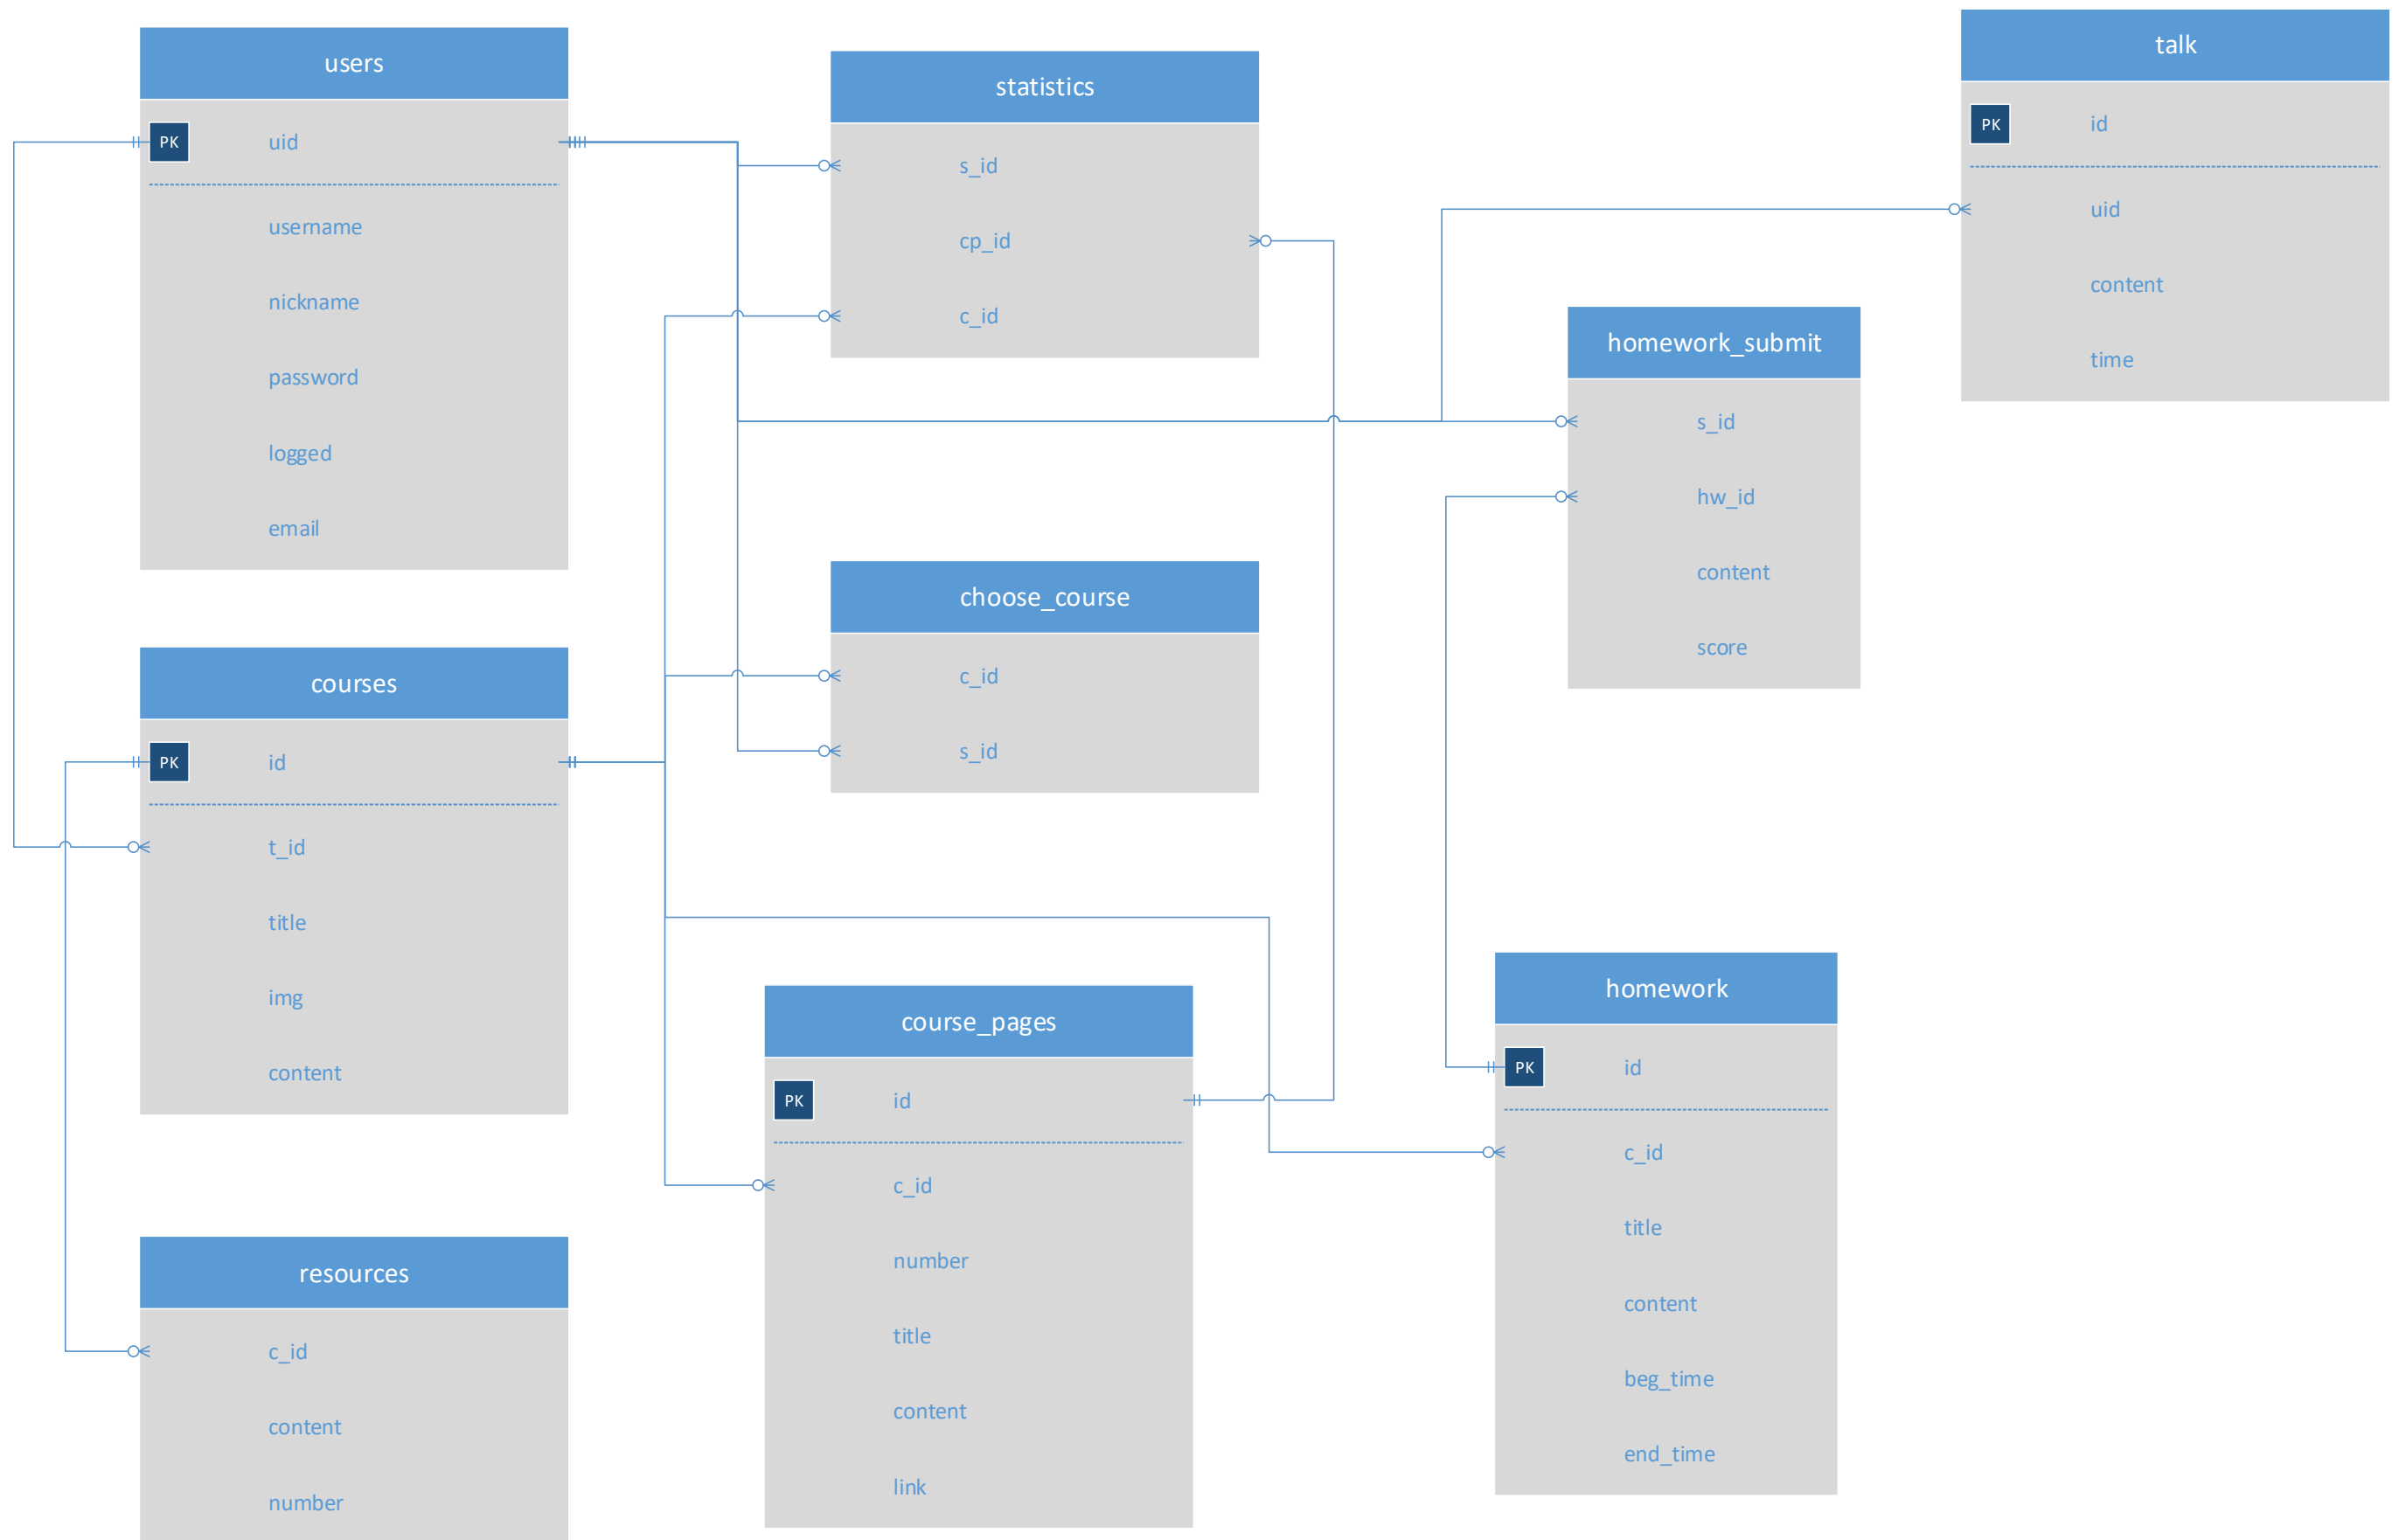 users
PK uid
username
nickname
password
logged
email
statistics
s_id
cp_id
c_id
talk
PK id
uid
content
time
homework_submit
s_id
hw_id
content
score
choose_course
c_id
s_id
courses
PK id
t_id
title
img
content
course_pages
PK id
c_id
number
title
content
link
homework
PK id
c_id
title
content
beg_time
end_time
resources
c_id
content
number